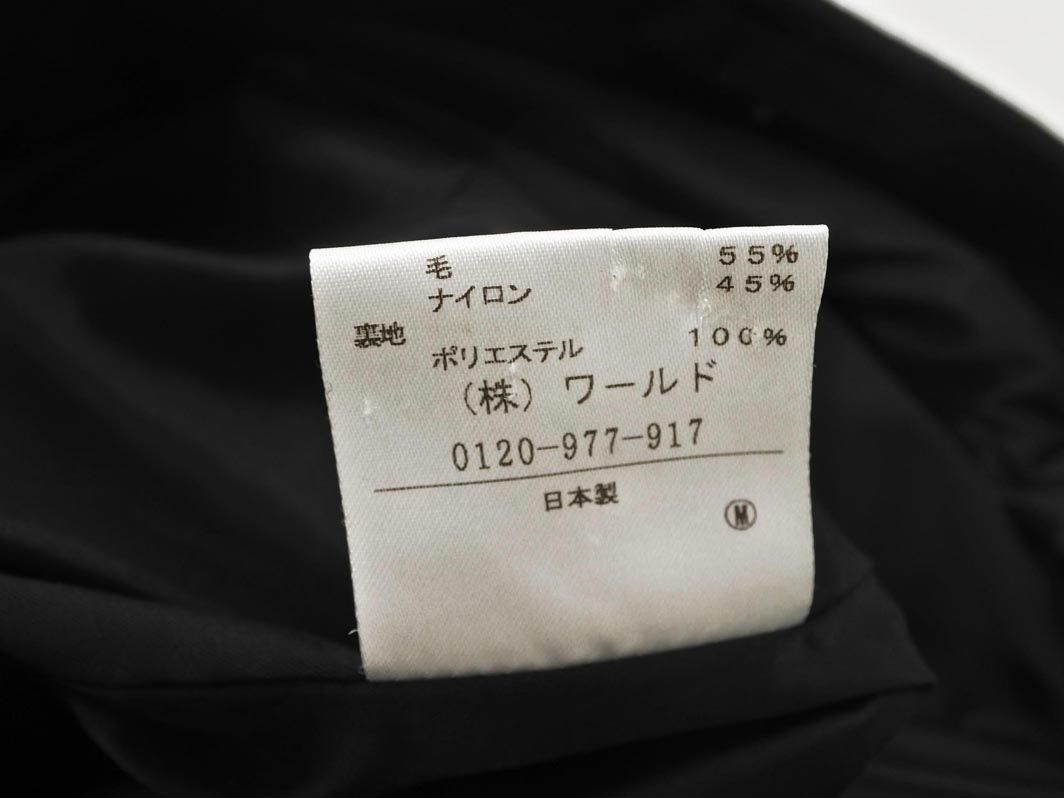 毛 55%
ナイロン 45%
裏地
ポリエステル 100%
(株) ワールド
0120-977-917
日本製
Ⓜ